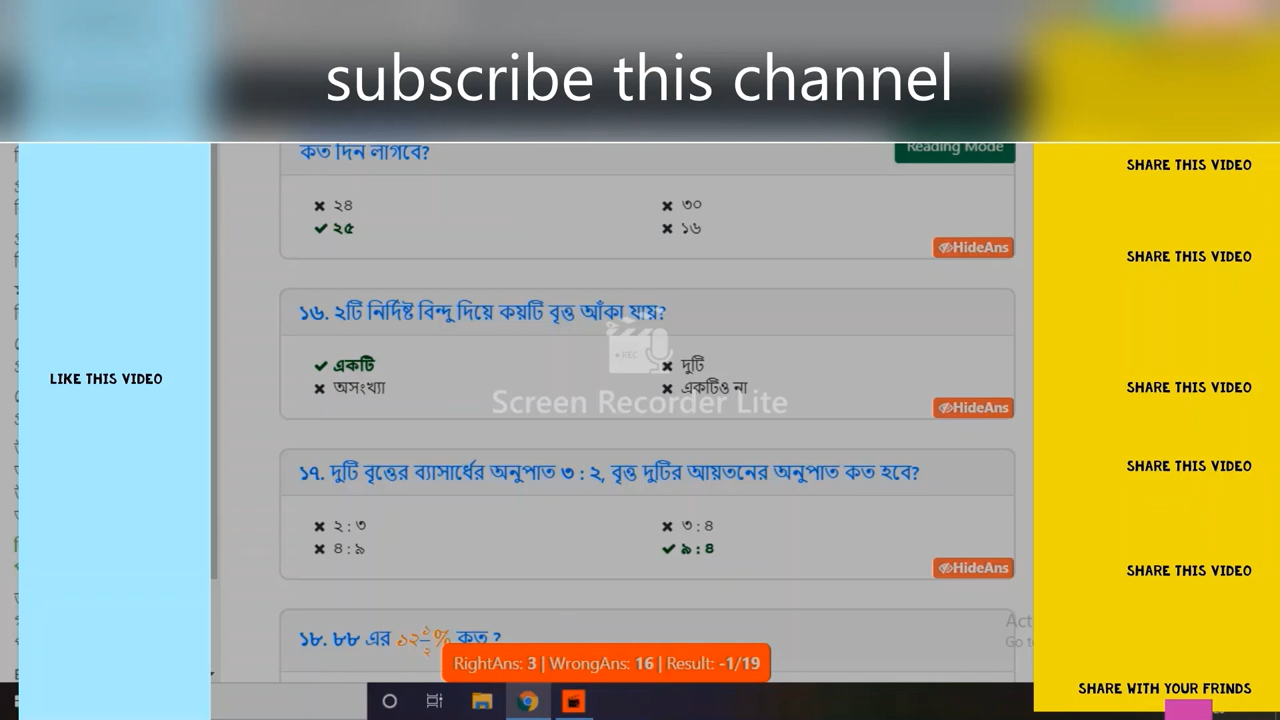 subscribe this channel
কত দিন লাগবে?
Reading Mode
২৪
৩০
২৫
১৬
HideAns
১৬. ২টি নির্দিষ্ট বিন্দু দিয়ে কয়টি বৃত্ত আঁকা যায়?
একটি
দুটি
অসংখ্যা
একটিও না
REC
Screen Recorder Lite
HideAns
১৭. দুটি বৃত্তের ব্যাসার্ধের অনুপাত ৩ : ২, বৃত্ত দুটির আয়তনের অনুপাত কত হবে?
২ : ৩
৩ : ৪
৪ : ৯
৯ : ৪
HideAns
১৮. ৮৮ এর ১২১/২% কত ?
RightAns: 3 | WrongAns: 16 | Result: -1/19
LIKE THIS VIDEO
SHARE THIS VIDEO
SHARE THIS VIDEO
SHARE THIS VIDEO
SHARE THIS VIDEO
SHARE THIS VIDEO
SHARE WITH YOUR FRINDS